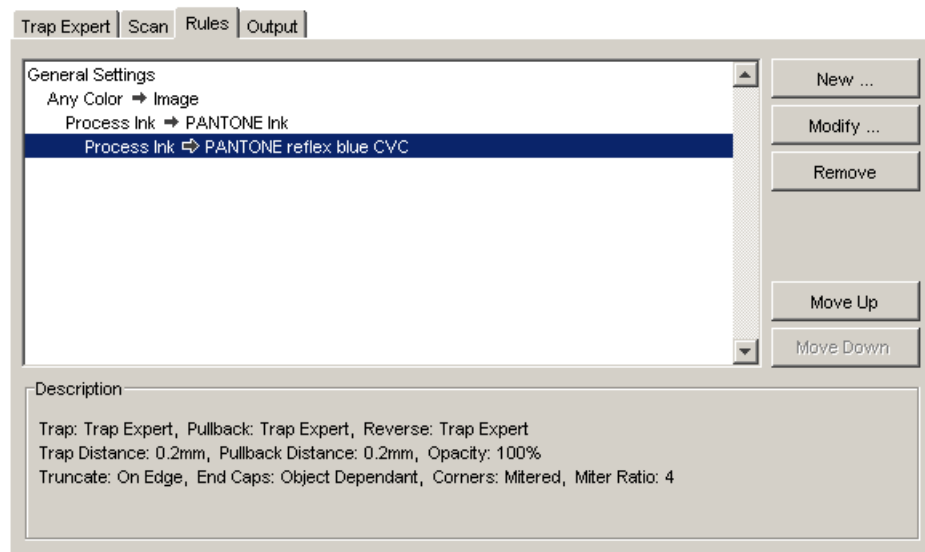 Trap Expert Scan Rules Output
General Settings
Any Color ➔ Image
Process Ink ➔ PANTONE Ink
Process Ink ➪ PANTONE reflex blue CVC
New ...
Modify ...
Remove
Move Up
Move Down
Description
Trap: Trap Expert, Pullback: Trap Expert, Reverse: Trap Expert
Trap Distance: 0.2mm, Pullback Distance: 0.2mm, Opacity: 100%
Truncate: On Edge, End Caps: Object Dependant, Corners: Mitered, Miter Ratio: 4